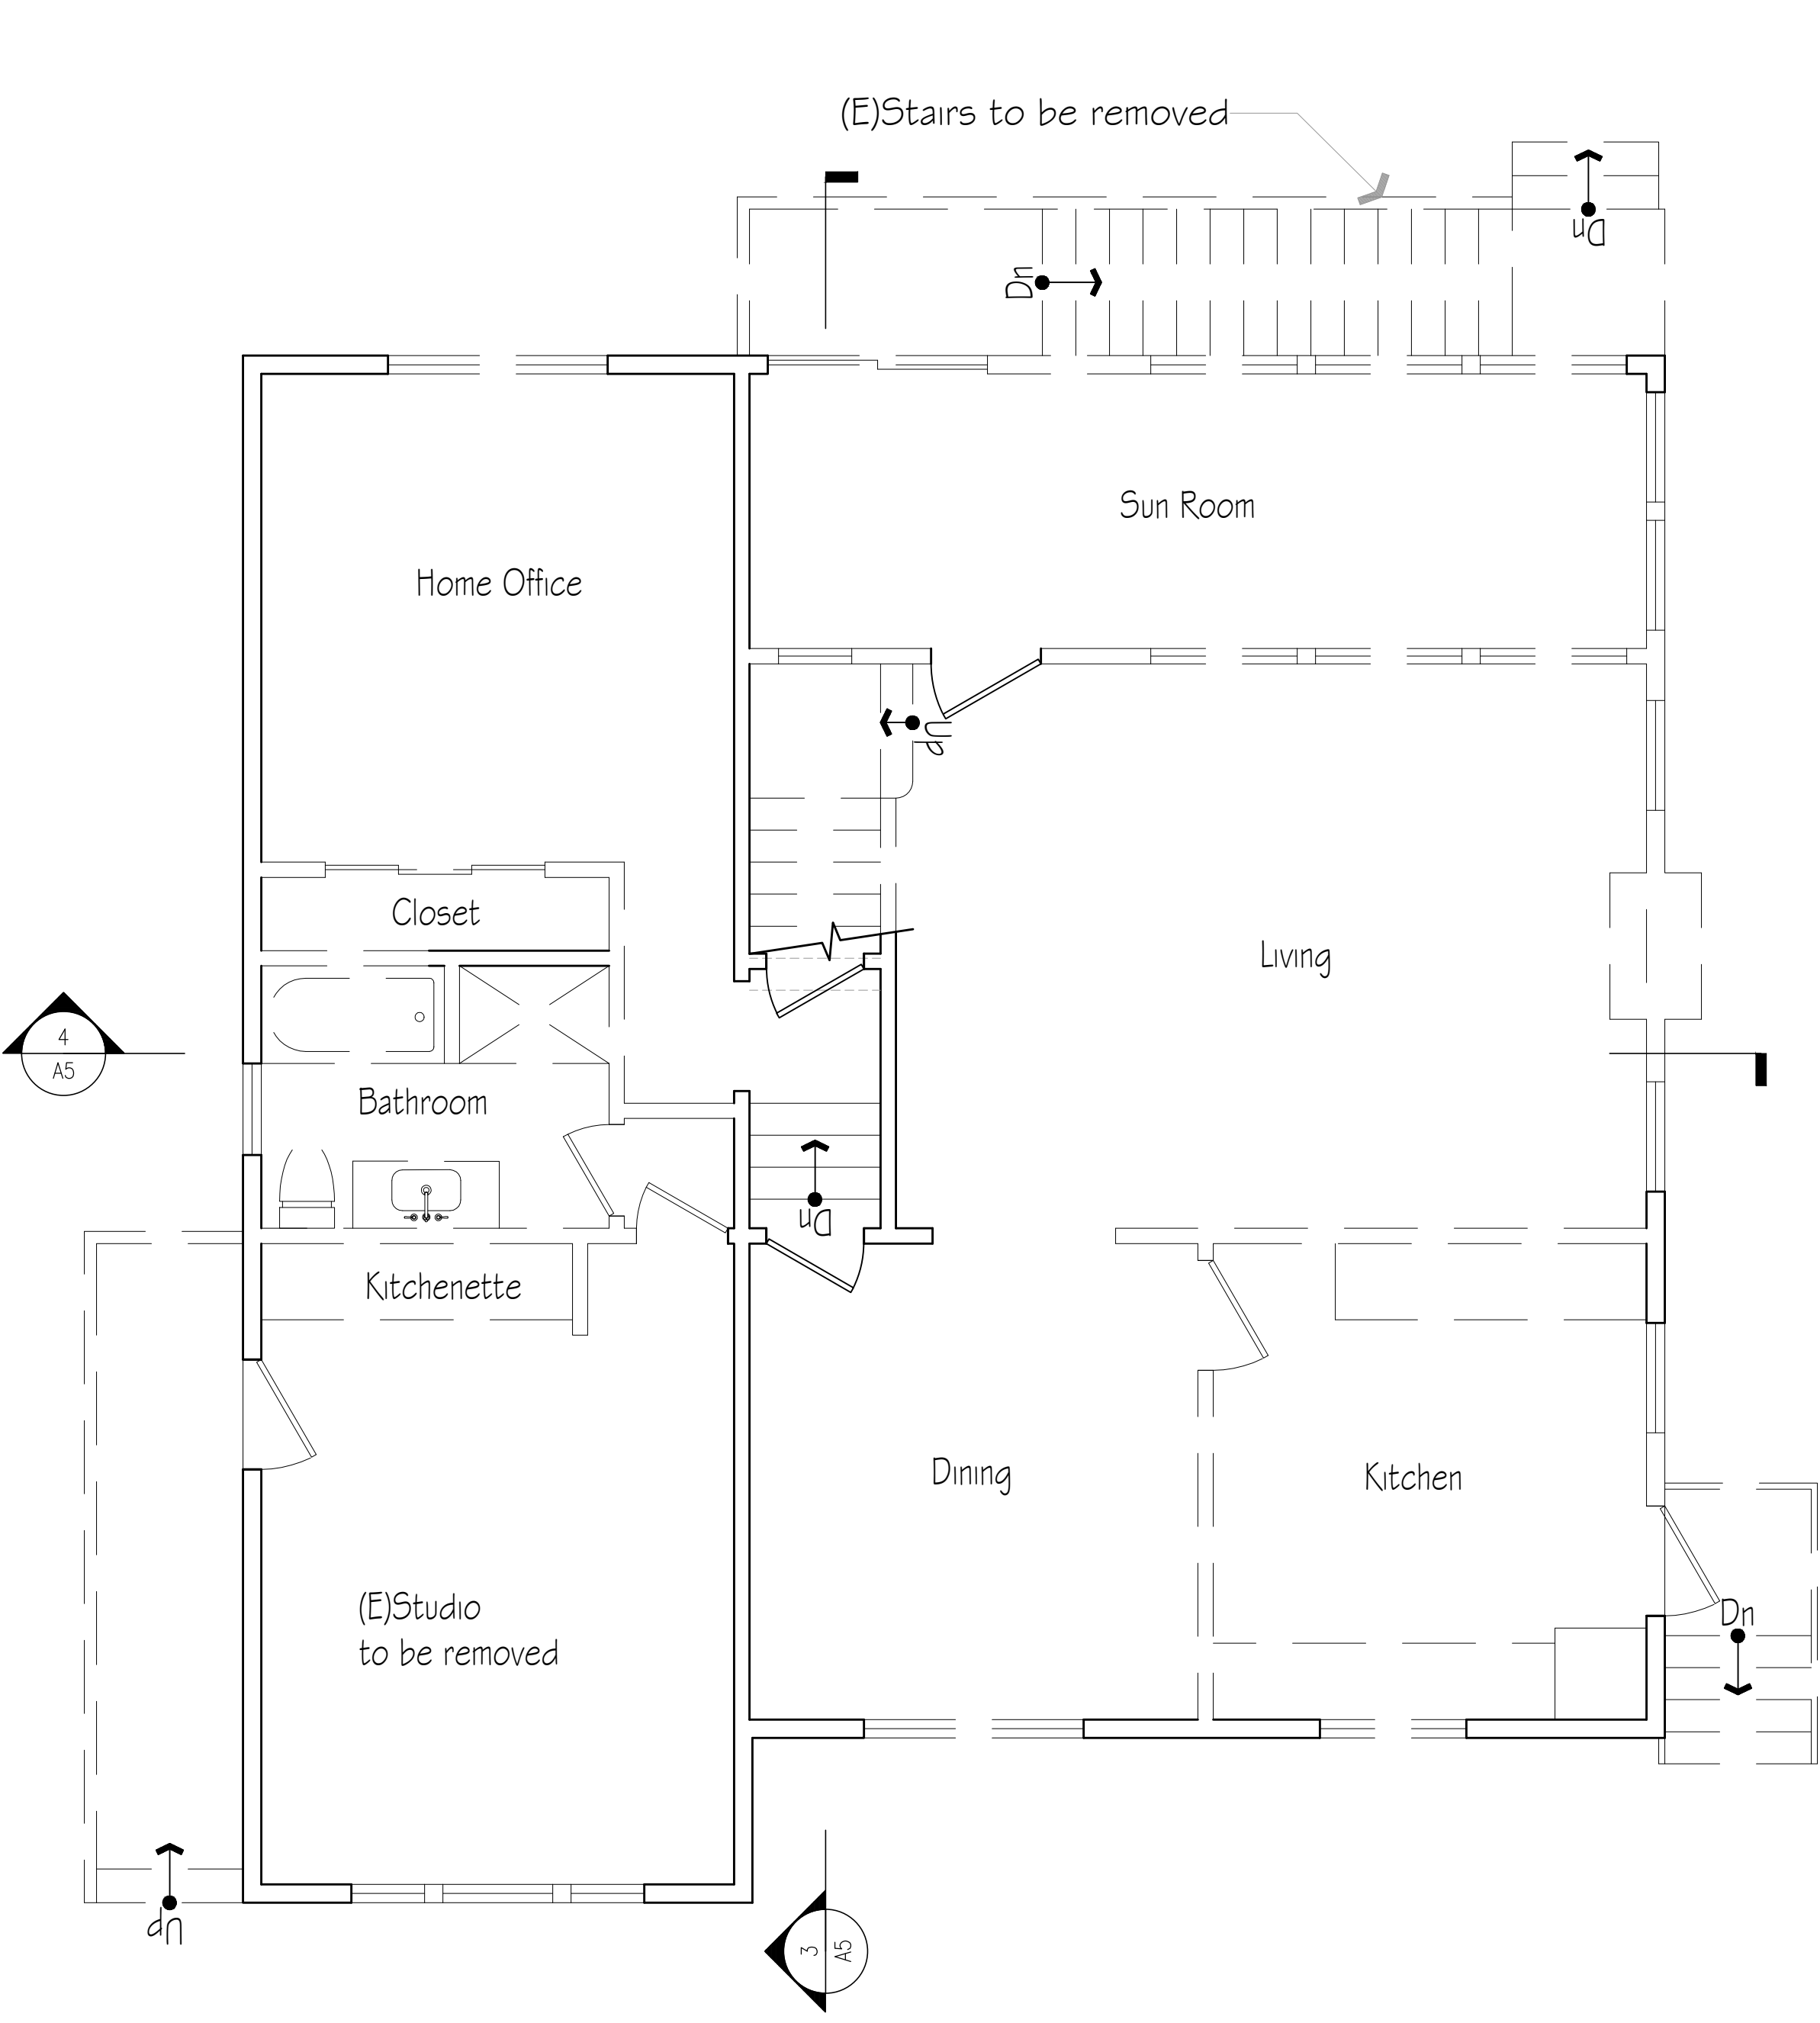 (E)Stairs to be removed
Dn
Dn
Sun Room
Home Office
Up
Closet
Living
4
A5
Bathroom
Dn
Kitchenette
Dining
Kitchen
(E)Studio
to be removed
Dn
Up
3
A5